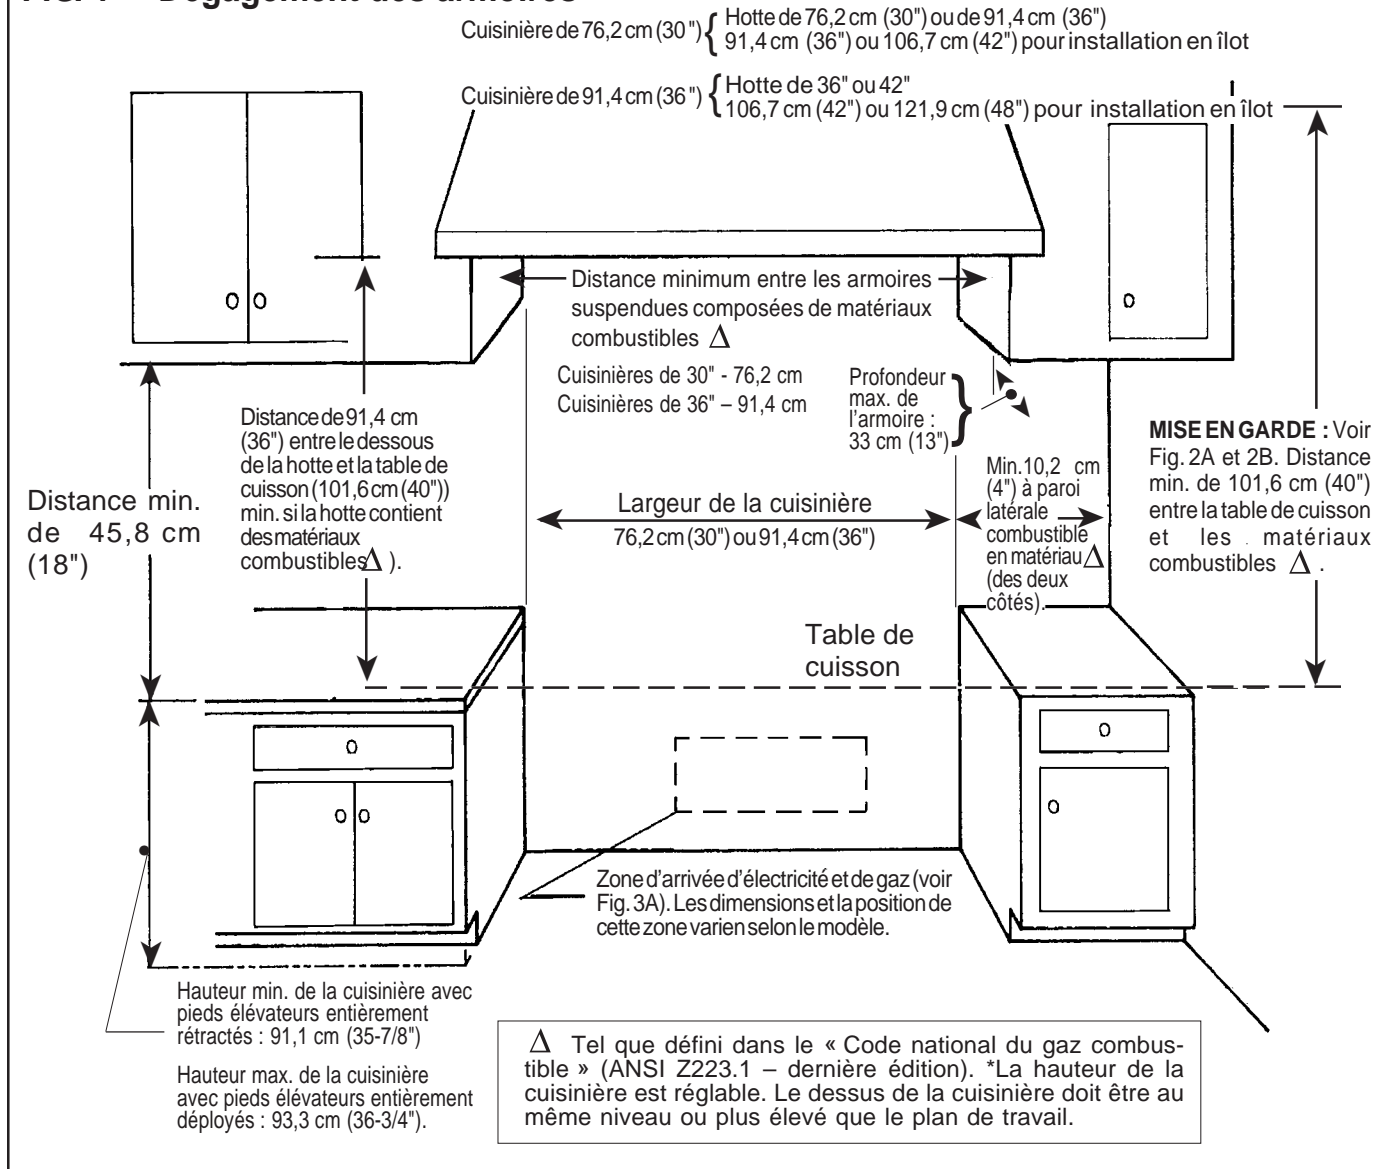 Dégagement des armoires
Cuisinière de 76,2 cm (30") { Hotte de 76,2 cm (30") ou de 91,4 cm (36")
91,4 cm (36") ou 106,7 cm (42") pour installation en îlot
Cuisinière de 91,4 cm (36") { Hotte de 36" ou 42"
106,7 cm (42") ou 121,9 cm (48") pour installation en îlot
Distance minimum entre les armoires
suspendues composées de matériaux
combustibles Δ
Cuisinières de 30" - 76,2 cm
Cuisinières de 36" – 91,4 cm
Profondeur
max. de
l'armoire :
33 cm (13")
Distance de 91,4 cm
(36") entre le dessous
de la hotte et la table de
cuisson (101,6 cm (40"))
min. si la hotte contient
des matériaux
combustibles Δ ).
Distance min.
de 45,8 cm
(18")
Largeur de la cuisinière
76,2 cm (30") ou 91,4 cm (36")
Min.10,2 cm
(4") à paroi
latérale
combustible
en matériau Δ
(des deux
côtés).
MISE EN GARDE : Voir
Fig. 2A et 2B. Distance
min. de 101,6 cm (40")
entre la table de cuisson
et les matériaux
combustibles Δ .
Table de
cuisson
Zone d'arrivée d'électricité et de gaz (voir
Fig. 3A). Les dimensions et la position de
cette zone varien selon le modèle.
Hauteur min. de la cuisinière avec
pieds élévateurs entièrement
rétractés : 91,1 cm (35-7/8")
Hauteur max. de la cuisinière
avec pieds élévateurs entièrement
déployés : 93,3 cm (36-3/4").
Δ Tel que défini dans le « Code national du gaz combus-
tible » (ANSI Z223.1 – dernière édition). *La hauteur de la
cuisinière est réglable. Le dessus de la cuisinière doit être au
même niveau ou plus élevé que le plan de travail.